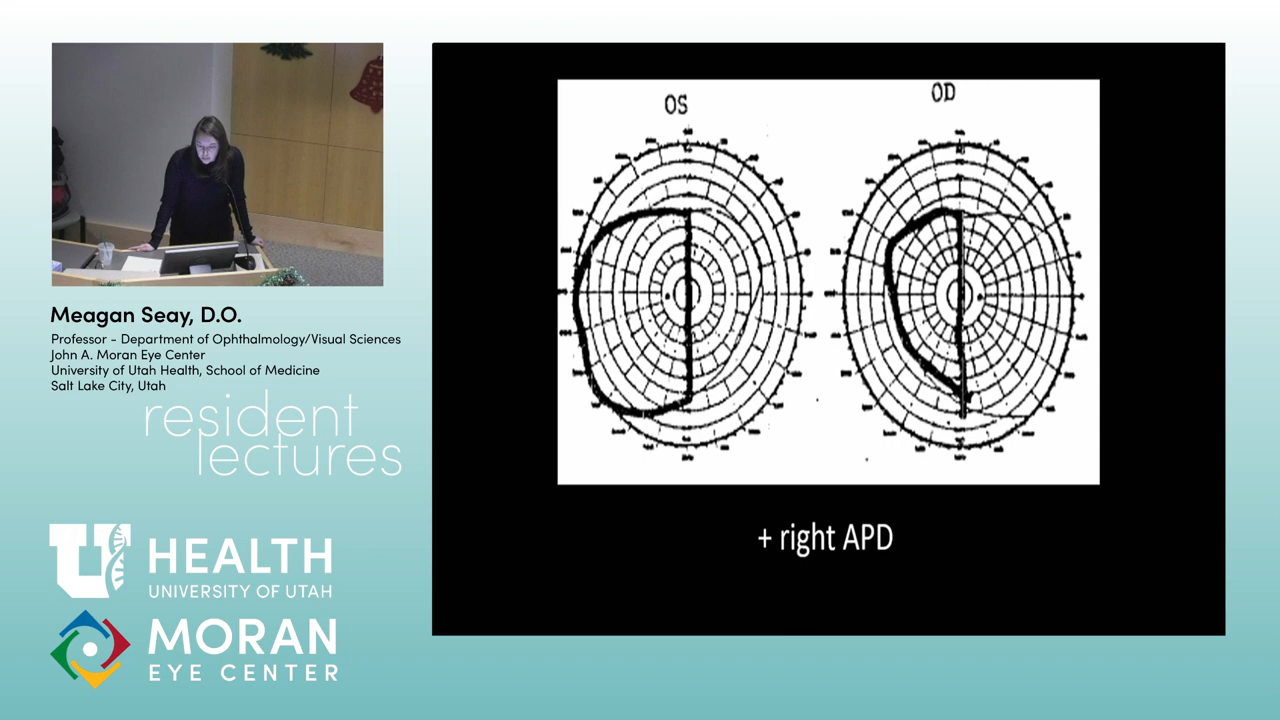 Meagan Seay, D.O.
Professor - Department of Ophthalmology/Visual Sciences
John A. Moran Eye Center
University of Utah Health, School of Medicine
Salt Lake City, Utah
resident
lectures
U HEALTH
UNIVERSITY OF UTAH
MORAN
EYE CENTER
OS
OD
+ right APD